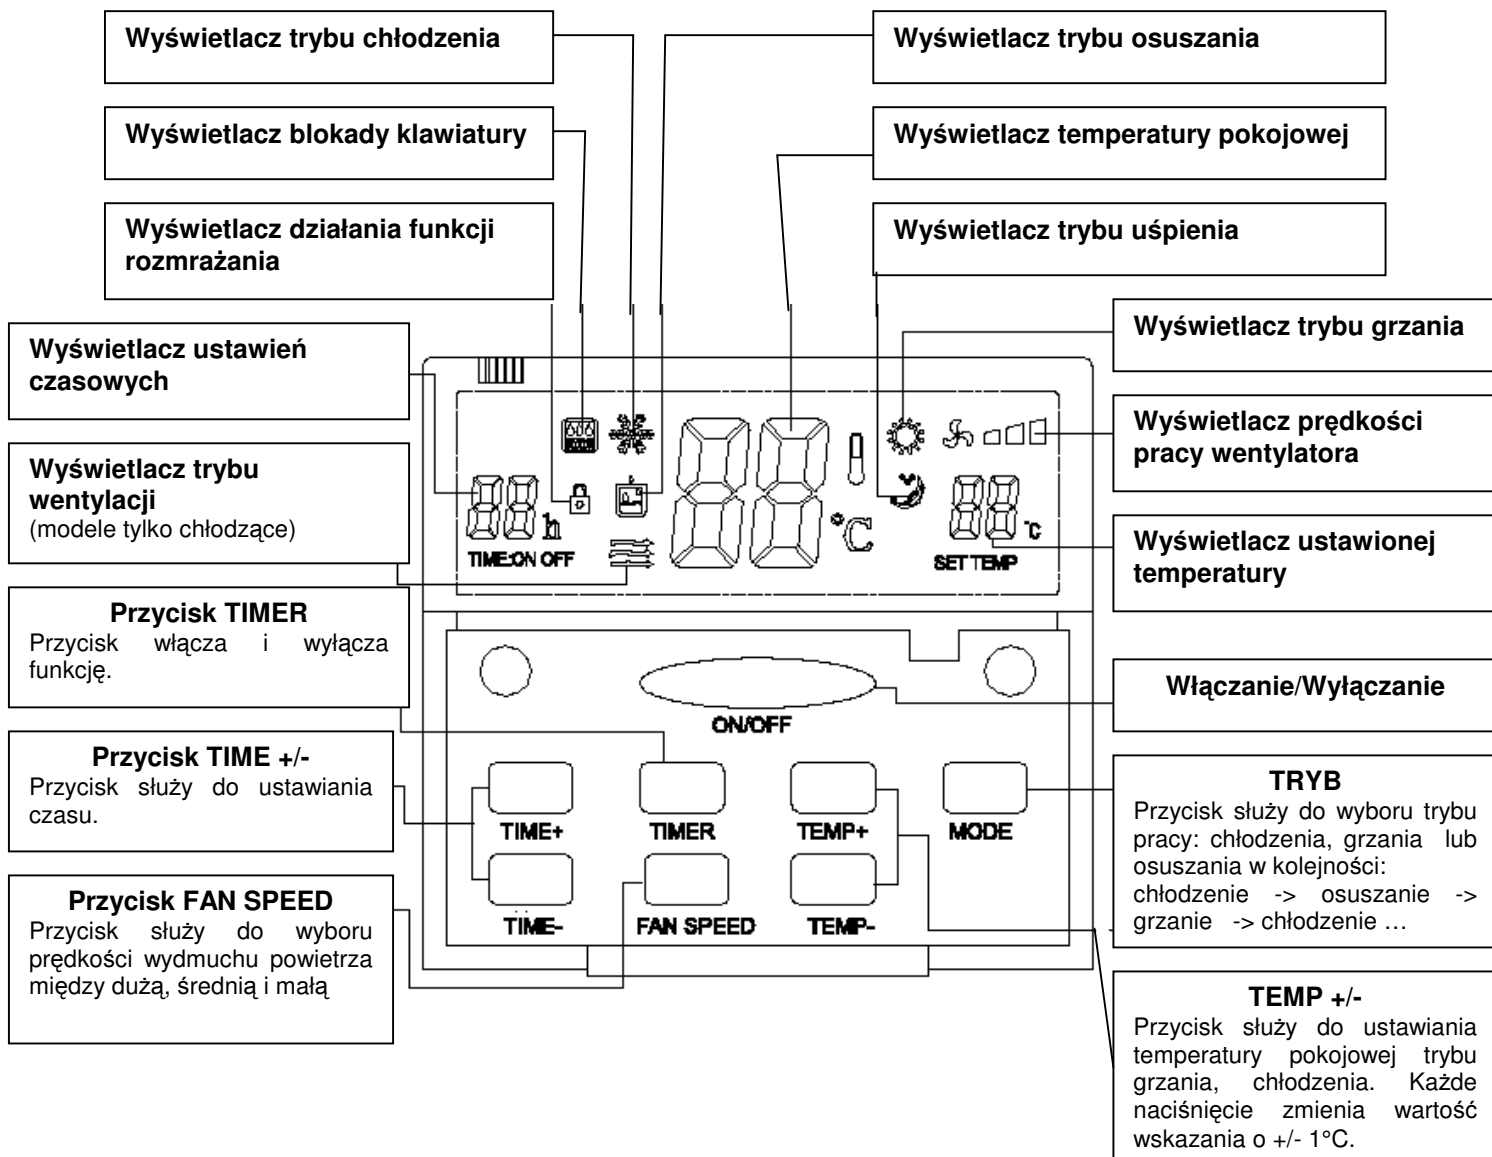 Wyświetlacz trybu chłodzenia
Wyświetlacz trybu osuszania
Wyświetlacz blokady klawiatury
Wyświetlacz temperatury pokojowej
Wyświetlacz działania funkcji
rozmrażania
Wyświetlacz trybu uśpienia
Wyświetlacz ustawień
czasowych
Wyświetlacz trybu grzania
Wyświetlacz trybu
wentylacji
(modele tylko chłodzące)
Wyświetlacz prędkości
pracy wentylatora
Wyświetlacz ustawionej
temperatury
88 h
TIME:ON OFF
88 °C
88 °C
SET TEMP
Przycisk TIMER
Przycisk włącza i wyłącza
funkcję.
Włączanie/Wyłączanie
ON/OFF
Przycisk TIME +/-
Przycisk służy do ustawiania
czasu.
TIME+
TIMER
TEMP+
MODE
TIME-
FAN SPEED
TEMP-
TRYB
Przycisk służy do wyboru trybu
pracy: chłodzenia, grzania lub
osuszania w kolejności:
chłodzenie -> osuszanie ->
grzanie -> chłodzenie …
Przycisk FAN SPEED
Przycisk służy do wyboru
prędkości wydmuchu powietrza
między dużą, średnią i małą
TEMP +/-
Przycisk służy do ustawiania
temperatury pokojowej trybu
grzania, chłodzenia. Każde
naciśnięcie zmienia wartość
wskazania o +/- 1°C.